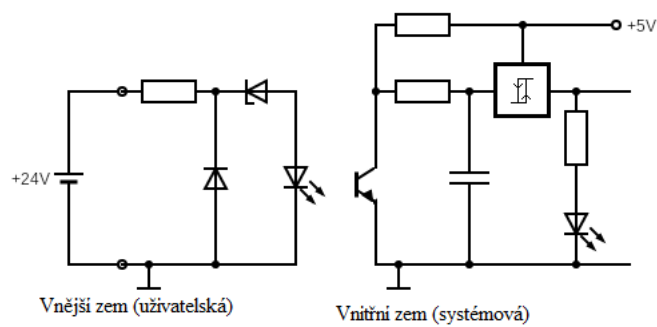 +5V
+24V
Vnější zem (uživatelská)
Vnitřní zem (systémová)